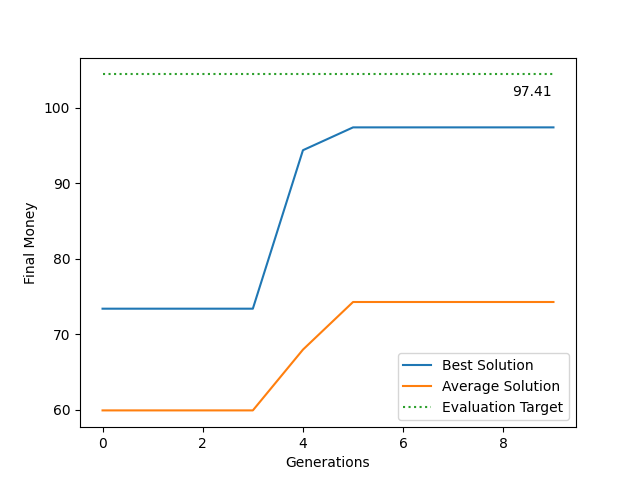 97.41
100
90
80
70
60
Final Money
0
2
4
6
8
Generations
Best Solution
Average Solution
Evaluation Target